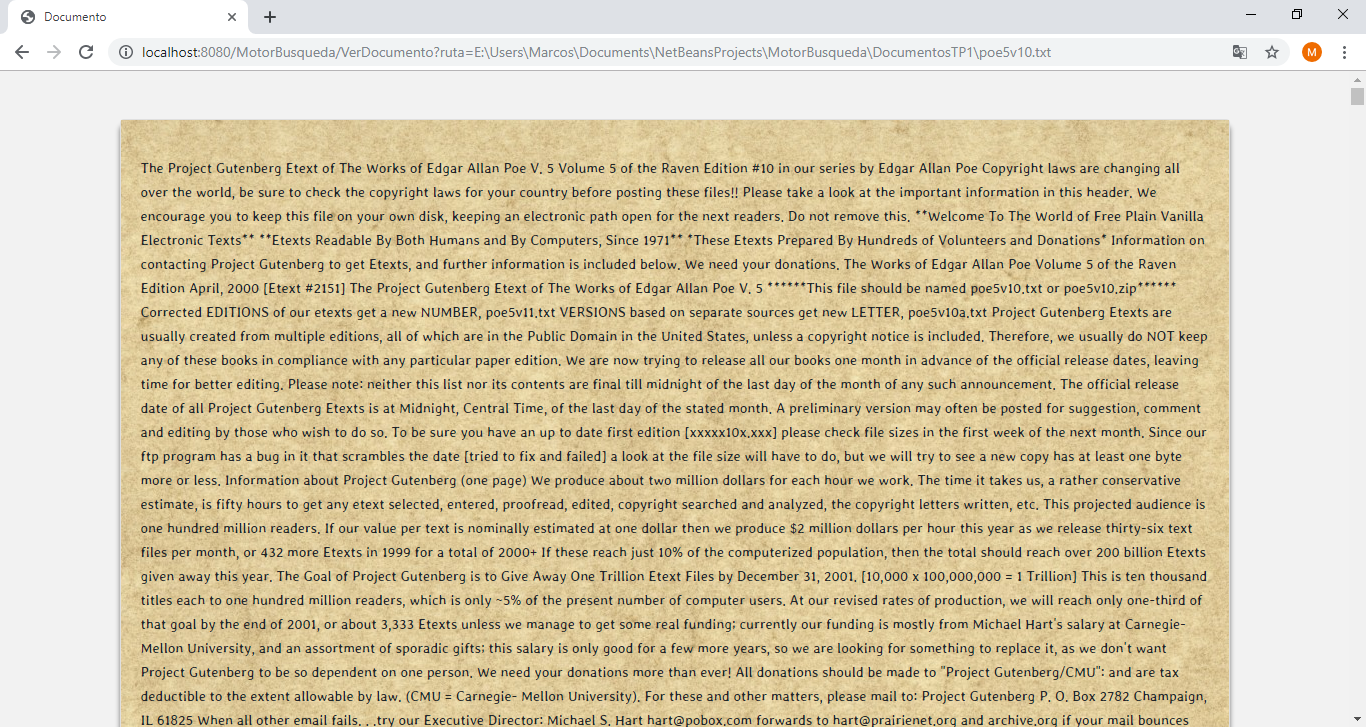 Documento
localhost:8080/MotorBusqueda/VerDocumento?ruta=E:\Users\Marcos\Documents\NetBeansProjects\MotorBusqueda\DocumentosTP1\poe5v10.txt
M
The Project Gutenberg Etext of The Works of Edgar Allan Poe V. 5 Volume 5 of the Raven Edition #10 in our series by Edgar Allan Poe Copyright laws are changing all
over the world, be sure to check the copyright laws for your country before posting these files!! Please take a look at the important information in this header. We
encourage you to keep this file on your own disk, keeping an electronic path open for the next readers. Do not remove this. **Welcome To The World of Free Plain Vanilla
Electronic Texts** **Etexts Readable By Both Humans and By Computers, Since 1971** *These Etexts Prepared By Hundreds of Volunteers and Donations* Information on
contacting Project Gutenberg to get Etexts, and further information is included below. We need your donations. The Works of Edgar Allan Poe Volume 5 of the Raven
Edition April, 2000 [Etext #2151] The Project Gutenberg Etext of The Works of Edgar Allan Poe V. 5 ******This file should be named poe5v10.txt or poe5v10.zip******
Corrected EDITIONS of our etexts get a new NUMBER, poe5v11.txt VERSIONS based on separate sources get new LETTER, poe5v10a.txt Project Gutenberg Etexts are
usually created from multiple editions, all of which are in the Public Domain in the United States, unless a copyright notice is included. Therefore, we usually do NOT keep
any of these books in compliance with any particular paper edition. We are now trying to release all our books one month in advance of the official release dates, leaving
time for better editing. Please note: neither this list nor its contents are final till midnight of the last day of the month of any such announcement. The official release
date of all Project Gutenberg Etexts is at Midnight, Central Time, of the last day of the stated month. A preliminary version may often be posted for suggestion, comment
and editing by those who wish to do so. To be sure you have an up to date first edition [xxxxx10x.xxx] please check file sizes in the first week of the next month. Since our
ftp program has a bug in it that scrambles the date [tried to fix and failed] a look at the file size will have to do, but we will try to see a new copy has at least one byte
more or less. Information about Project Gutenberg (one page) We produce about two million dollars for each hour we work. The time it takes us, a rather conservative
estimate, is fifty hours to get any etext selected, entered, proofread, edited, copyright searched and analyzed, the copyright letters written, etc. This projected audience is
one hundred million readers. If our value per text is nominally estimated at one dollar then we produce $2 million dollars per hour this year as we release thirty-six text
files per month, or 432 more Etexts in 1999 for a total of 2000+ If these reach just 10% of the computerized population, then the total should reach over 200 billion Etexts
given away this year. The Goal of Project Gutenberg is to Give Away One Trillion Etext Files by December 31, 2001. [10,000 x 100,000,000 = 1 Trillion] This is ten thousand
titles each to one hundred million readers, which is only ~5% of the present number of computer users. At our revised rates of production, we will reach only one-third of
that goal by the end of 2001, or about 3,333 Etexts unless we manage to get some real funding; currently our funding is mostly from Michael Hart's salary at Carnegie-
Mellon University, and an assortment of sporadic gifts; this salary is only good for a few more years, so we are looking for something to replace it, as we don't want
Project Gutenberg to be so dependent on one person. We need your donations more than ever! All donations should be made to "Project Gutenberg/CMU": and are tax
deductible to the extent allowable by law. (CMU = Carnegie- Mellon University). For these and other matters, please mail to: Project Gutenberg P. O. Box 2782 Champaign,
IL 61825 When all other email fails. . .try our Executive Director: Michael S. Hart hart@pobox.com forwards to hart@prairienet.org and archive.org if your mail bounces